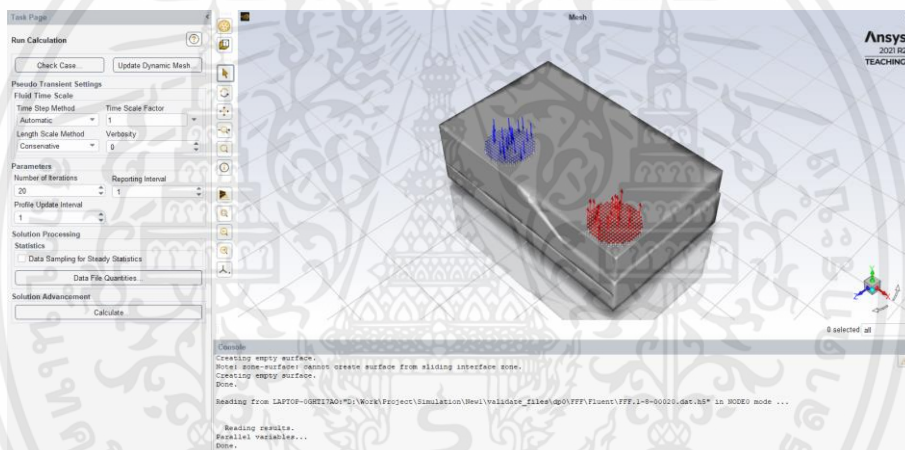 Task Page
Mesh
Run Calculation
Check Case...
Update Dynamic Mesh...
Pseudo Transient Settings
Fluid Time Scale
Time Step Method
Time Scale Factor
Automatic
1
Length Scale Method
Verbosity
Conservative
0
Parameters
Number of Iterations
Reporting Interval
20
1
Profile Update Interval
1
Solution Processing
Statistics
Data Sampling for Steady Statistics
Data File Quantities...
Solution Advancement
Calculate
Ansys
2021 R2
TEACHING
8 selected all
Console
Creating empty surface.
Note: zone-surface: cannot create surface from sliding interface zone.
Creating empty surface.
Done.
Reading from LAPTOP-0GHTI7A0:"D:\Work\Project\Simulation\New1\validate_files\dp0\FFF\Fluent\FFF.1-8-00020.dat.h5" in NODE0 mode ...
Reading results.
Parallel variables...
Done.